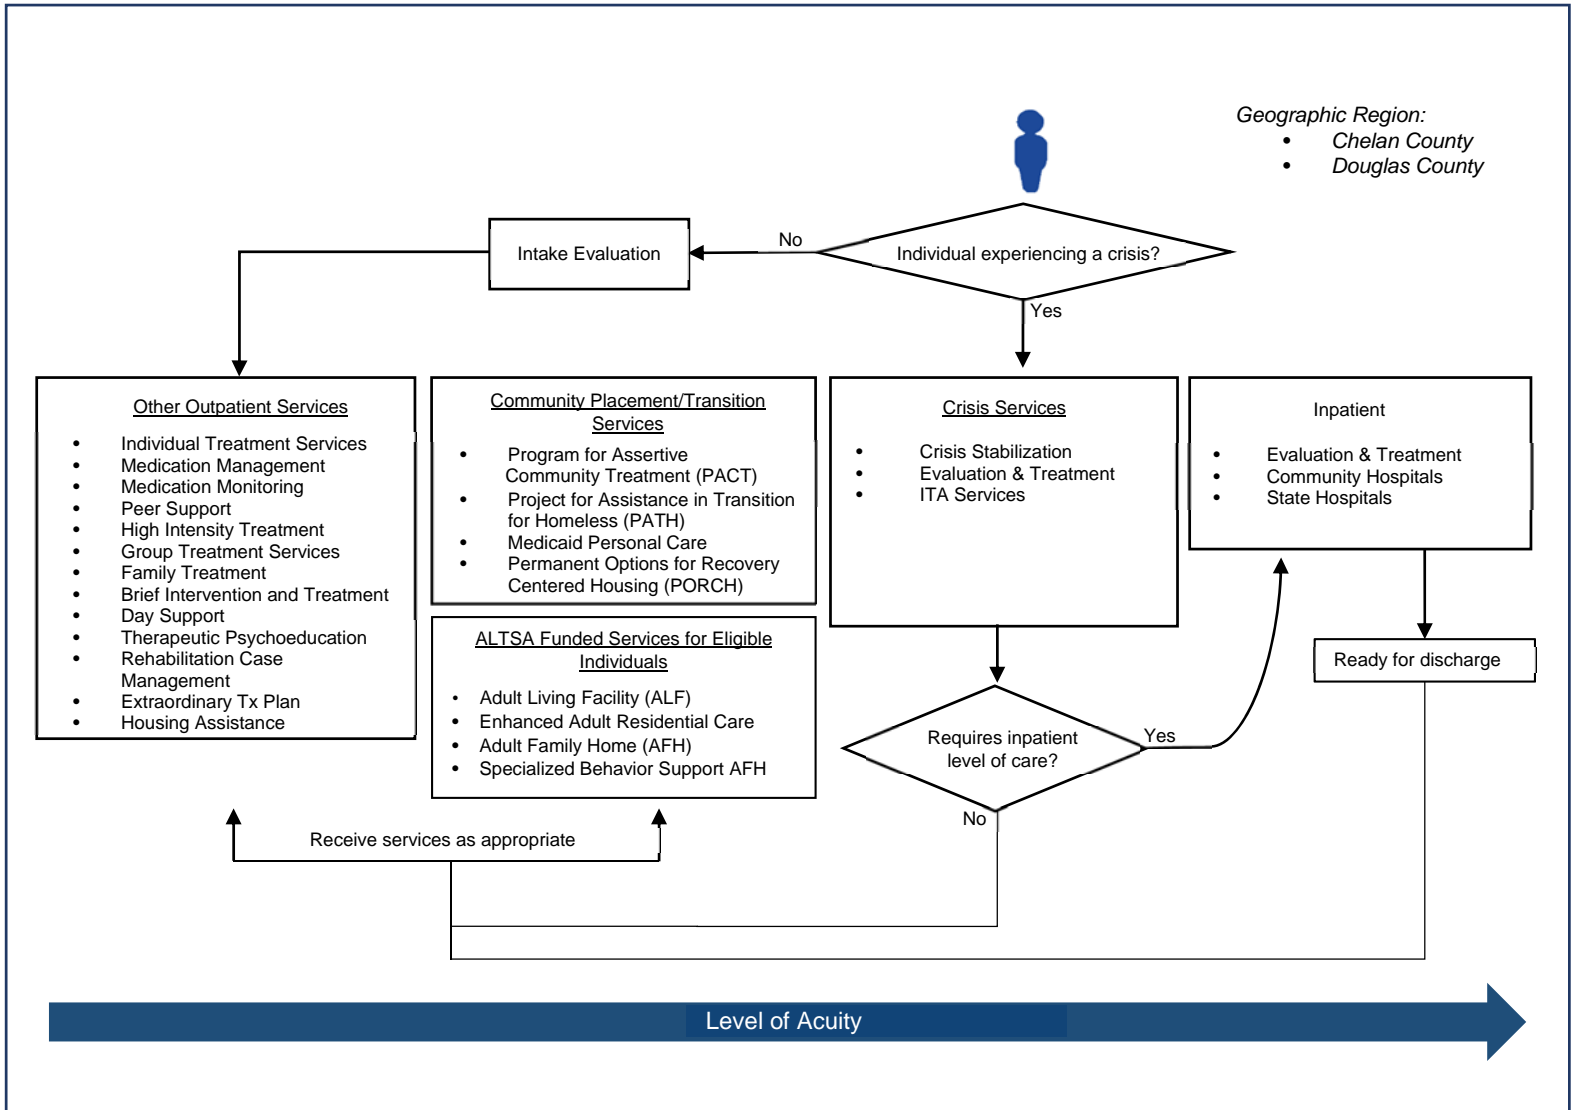 Geographic Region:
• Chelan County
• Douglas County
Individual experiencing a crisis?
No
Intake Evaluation
Yes
Other Outpatient Services
• Individual Treatment Services
• Medication Management
• Medication Monitoring
• Peer Support
• High Intensity Treatment
• Group Treatment Services
• Family Treatment
• Brief Intervention and Treatment
• Day Support
• Therapeutic Psychoeducation
• Rehabilitation Case
Management
• Extraordinary Tx Plan
• Housing Assistance
Community Placement/Transition
Services
• Program for Assertive
Community Treatment (PACT)
• Project for Assistance in Transition
for Homeless (PATH)
• Medicaid Personal Care
• Permanent Options for Recovery
Centered Housing (PORCH)
ALTSA Funded Services for Eligible
Individuals
• Adult Living Facility (ALF)
• Enhanced Adult Residential Care
• Adult Family Home (AFH)
• Specialized Behavior Support AFH
Crisis Services
• Crisis Stabilization
• Evaluation & Treatment
• ITA Services
Inpatient
• Evaluation & Treatment
• Community Hospitals
• State Hospitals
Ready for discharge
Requires inpatient
level of care?
Yes
No
Receive services as appropriate
Level of Acuity